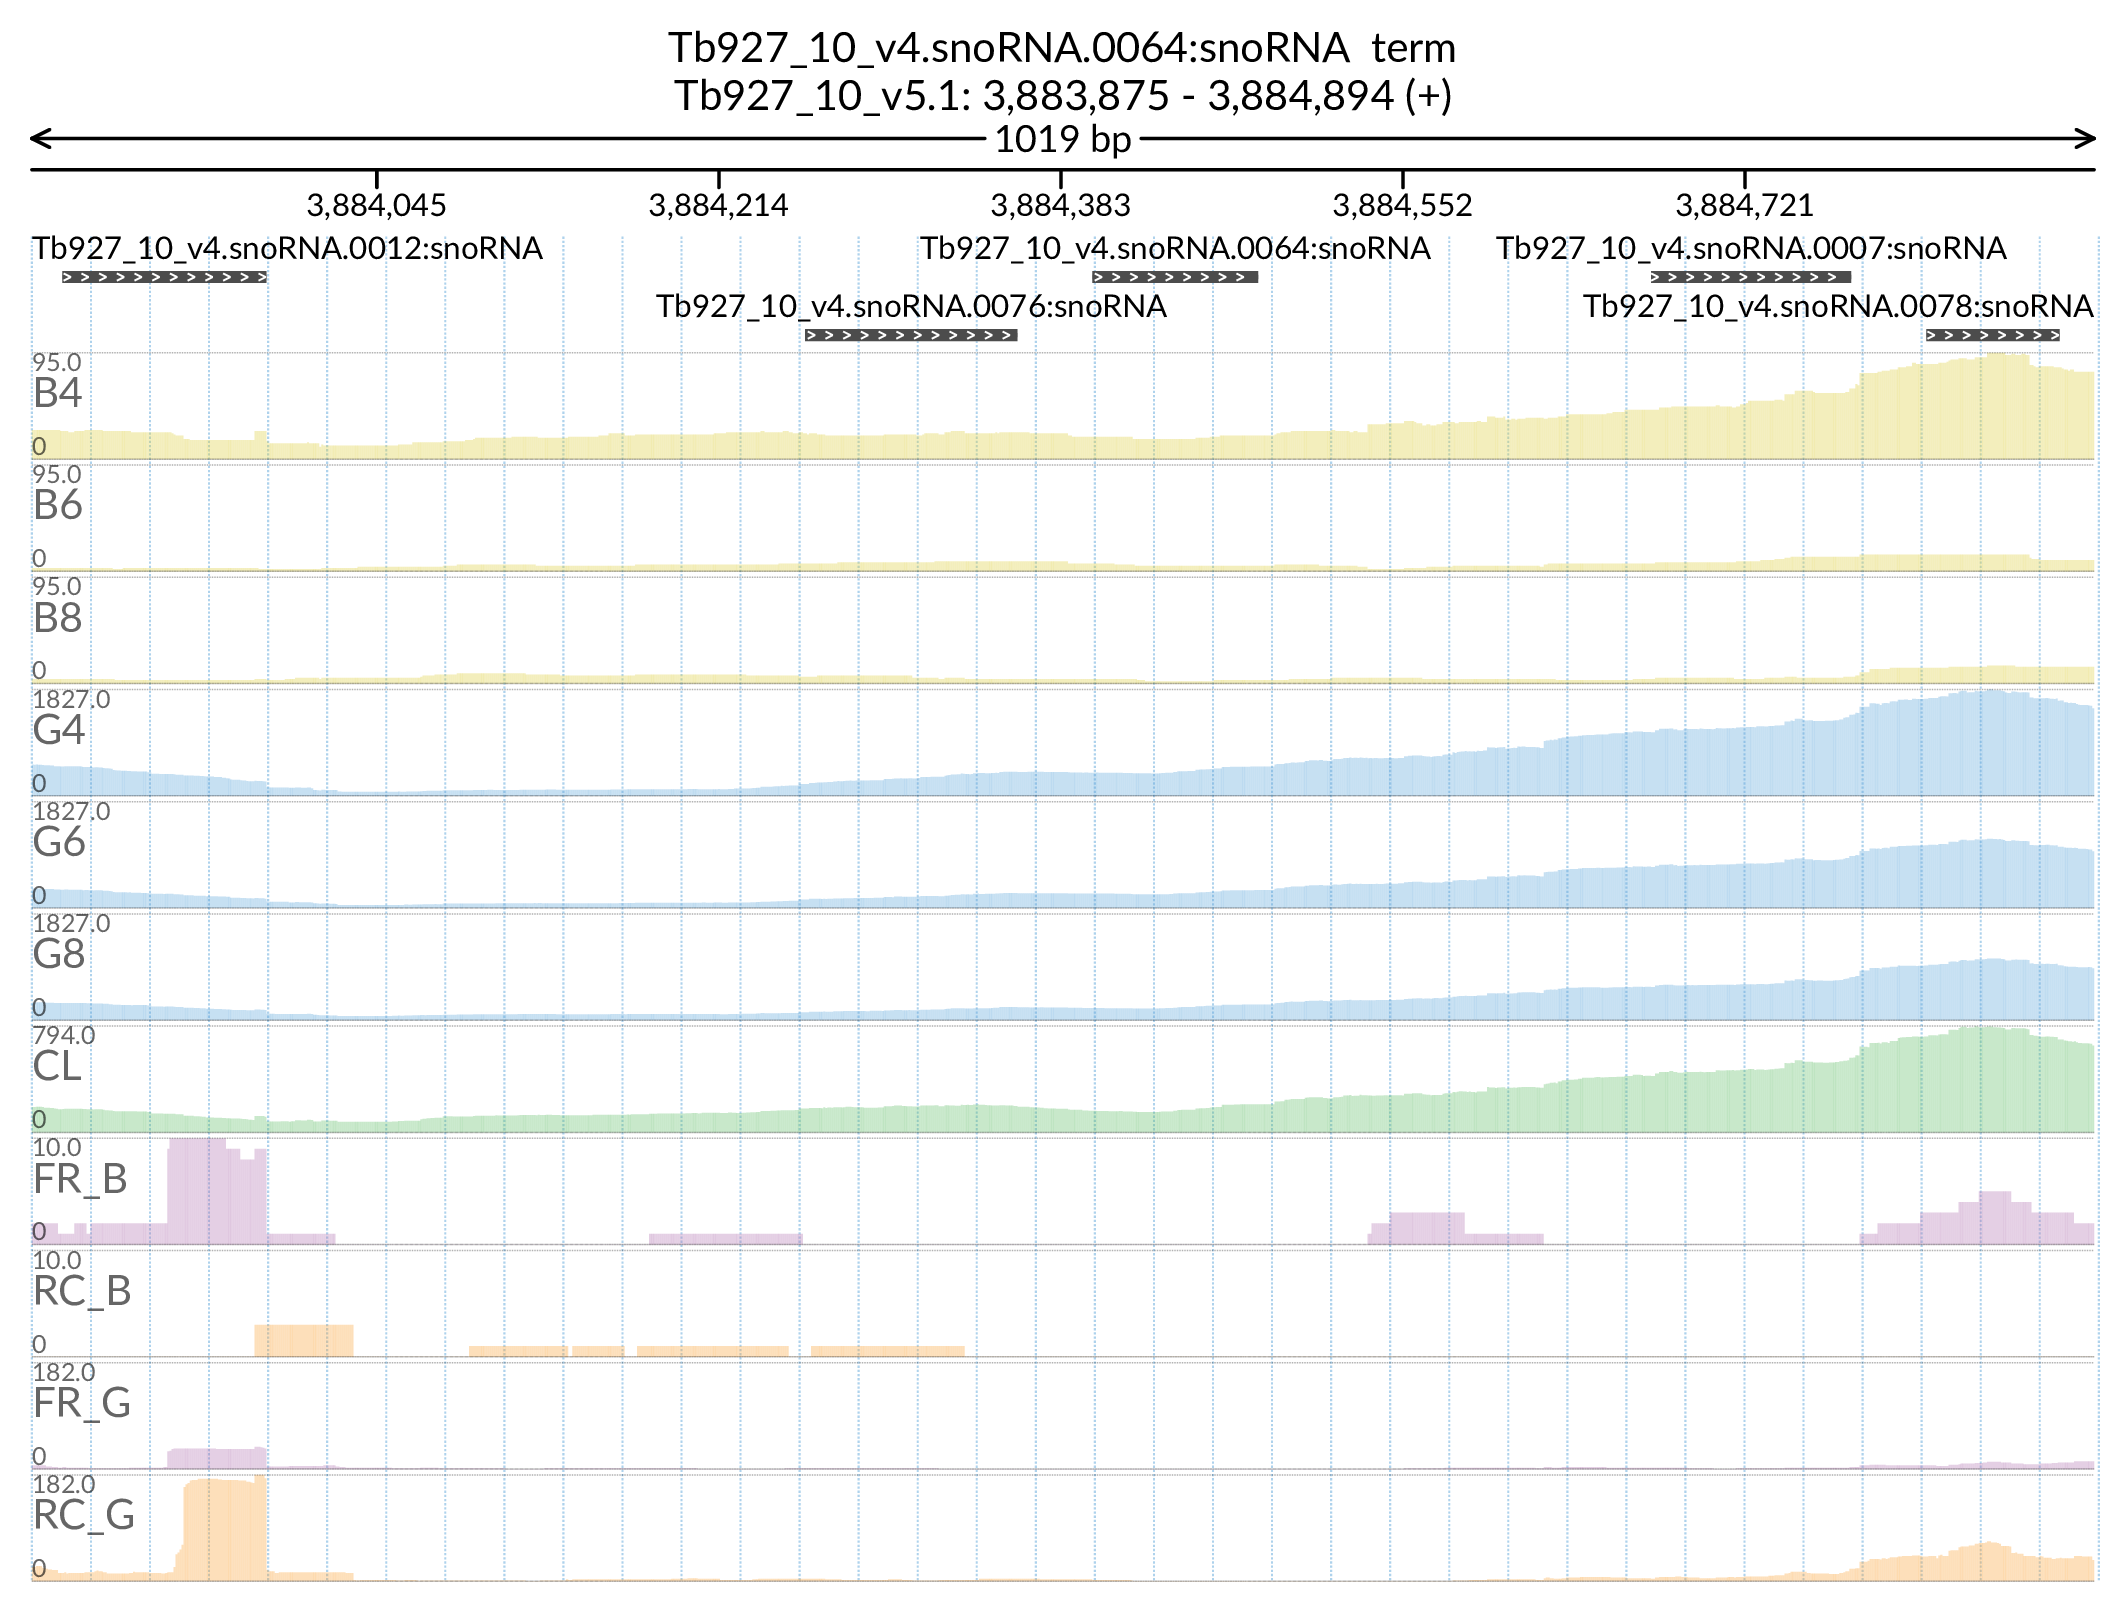 Tb927_10_v4.snoRNA.0064:snoRNA  term
Tb927_10_v5.1: 3,883,875 - 3,884,894 (+)
1019 bp
3,884,045 3,884,214 3,884,383 3,884,552 3,884,721
Tb927_10_v4.snoRNA.0012:snoRNA Tb927_10_v4.snoRNA.0064:snoRNA Tb927_10_v4.snoRNA.0007:snoRNA
Tb927_10_v4.snoRNA.0076:snoRNA Tb927_10_v4.snoRNA.0078:snoRNA
95.0
B4
0
95.0
B6
0
95.0
B8
0
1827.0
G4
0
1827.0
G6
0
1827.0
G8
0
794.0
CL
0
10.0
FR_B
0
10.0
RC_B
0
182.0
FR_G
0
182.0
RC_G
0